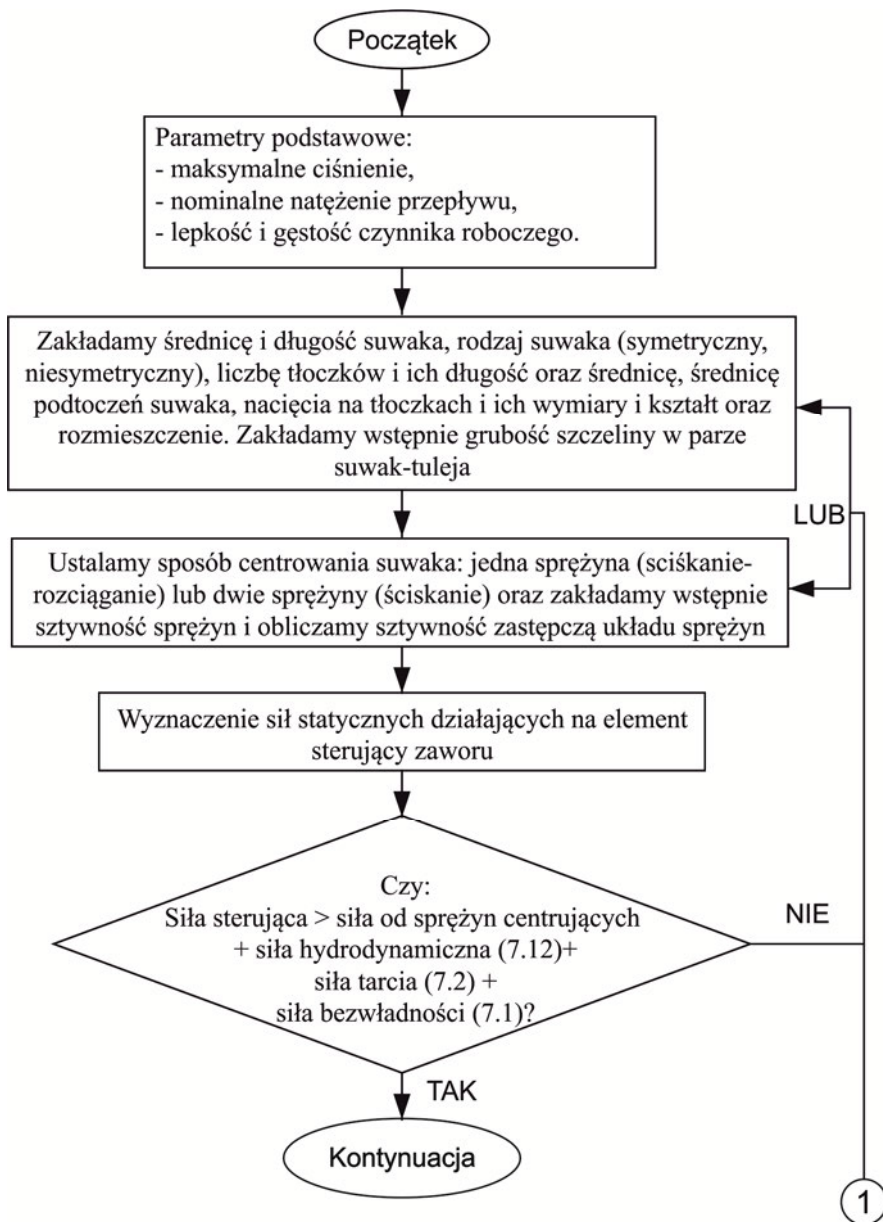 Początek
Parametry podstawowe:
- maksymalne ciśnienie,
- nominalne natężenie przepływu,
- lepkość i gęstość czynnika roboczego.
Zakładamy średnicę i długość suwaka, rodzaj suwaka (symetryczny,
niesymetryczny), liczbę tłoczków i ich długość oraz średnicę, średnicę
podtoczeń suwaka, nacięcia na tłoczkach i ich wymiary i kształt oraz
rozmieszczenie. Zakładamy wstępnie grubość szczeliny w parze
suwak-tuleja
LUB
Ustalamy sposób centrowania suwaka: jedna sprężyna (sciśkanie-
rozciąganie) lub dwie sprężyny (ściskanie) oraz zakładamy wstępnie
sztywność sprężyn i obliczamy sztywność zastępczą układu sprężyn
Wyznaczenie sił statycznych działających na element
sterujący zaworu
Czy:
Siła sterująca > siła od sprężyn centrujących
+ siła hydrodynamiczna (7.12)+
siła tarcia (7.2) +
siła bezwładności (7.1)?
NIE
TAK
Kontynuacja
1